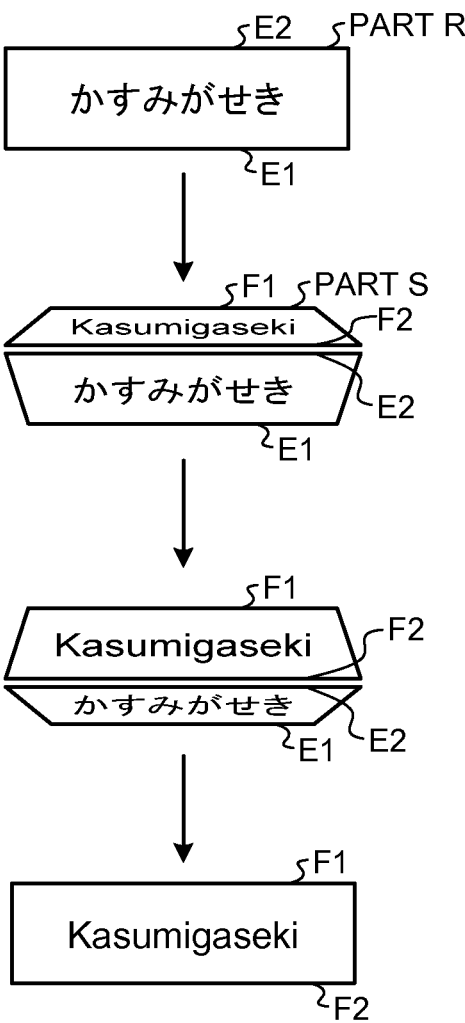 E2 PART R
かすみがせき
E1
F1 PART S
Kasumigaseki F2
かすみがせき
E2
E1
F1
Kasumigaseki F2
かすみがせき
E1 E2
F1
Kasumigaseki
F2